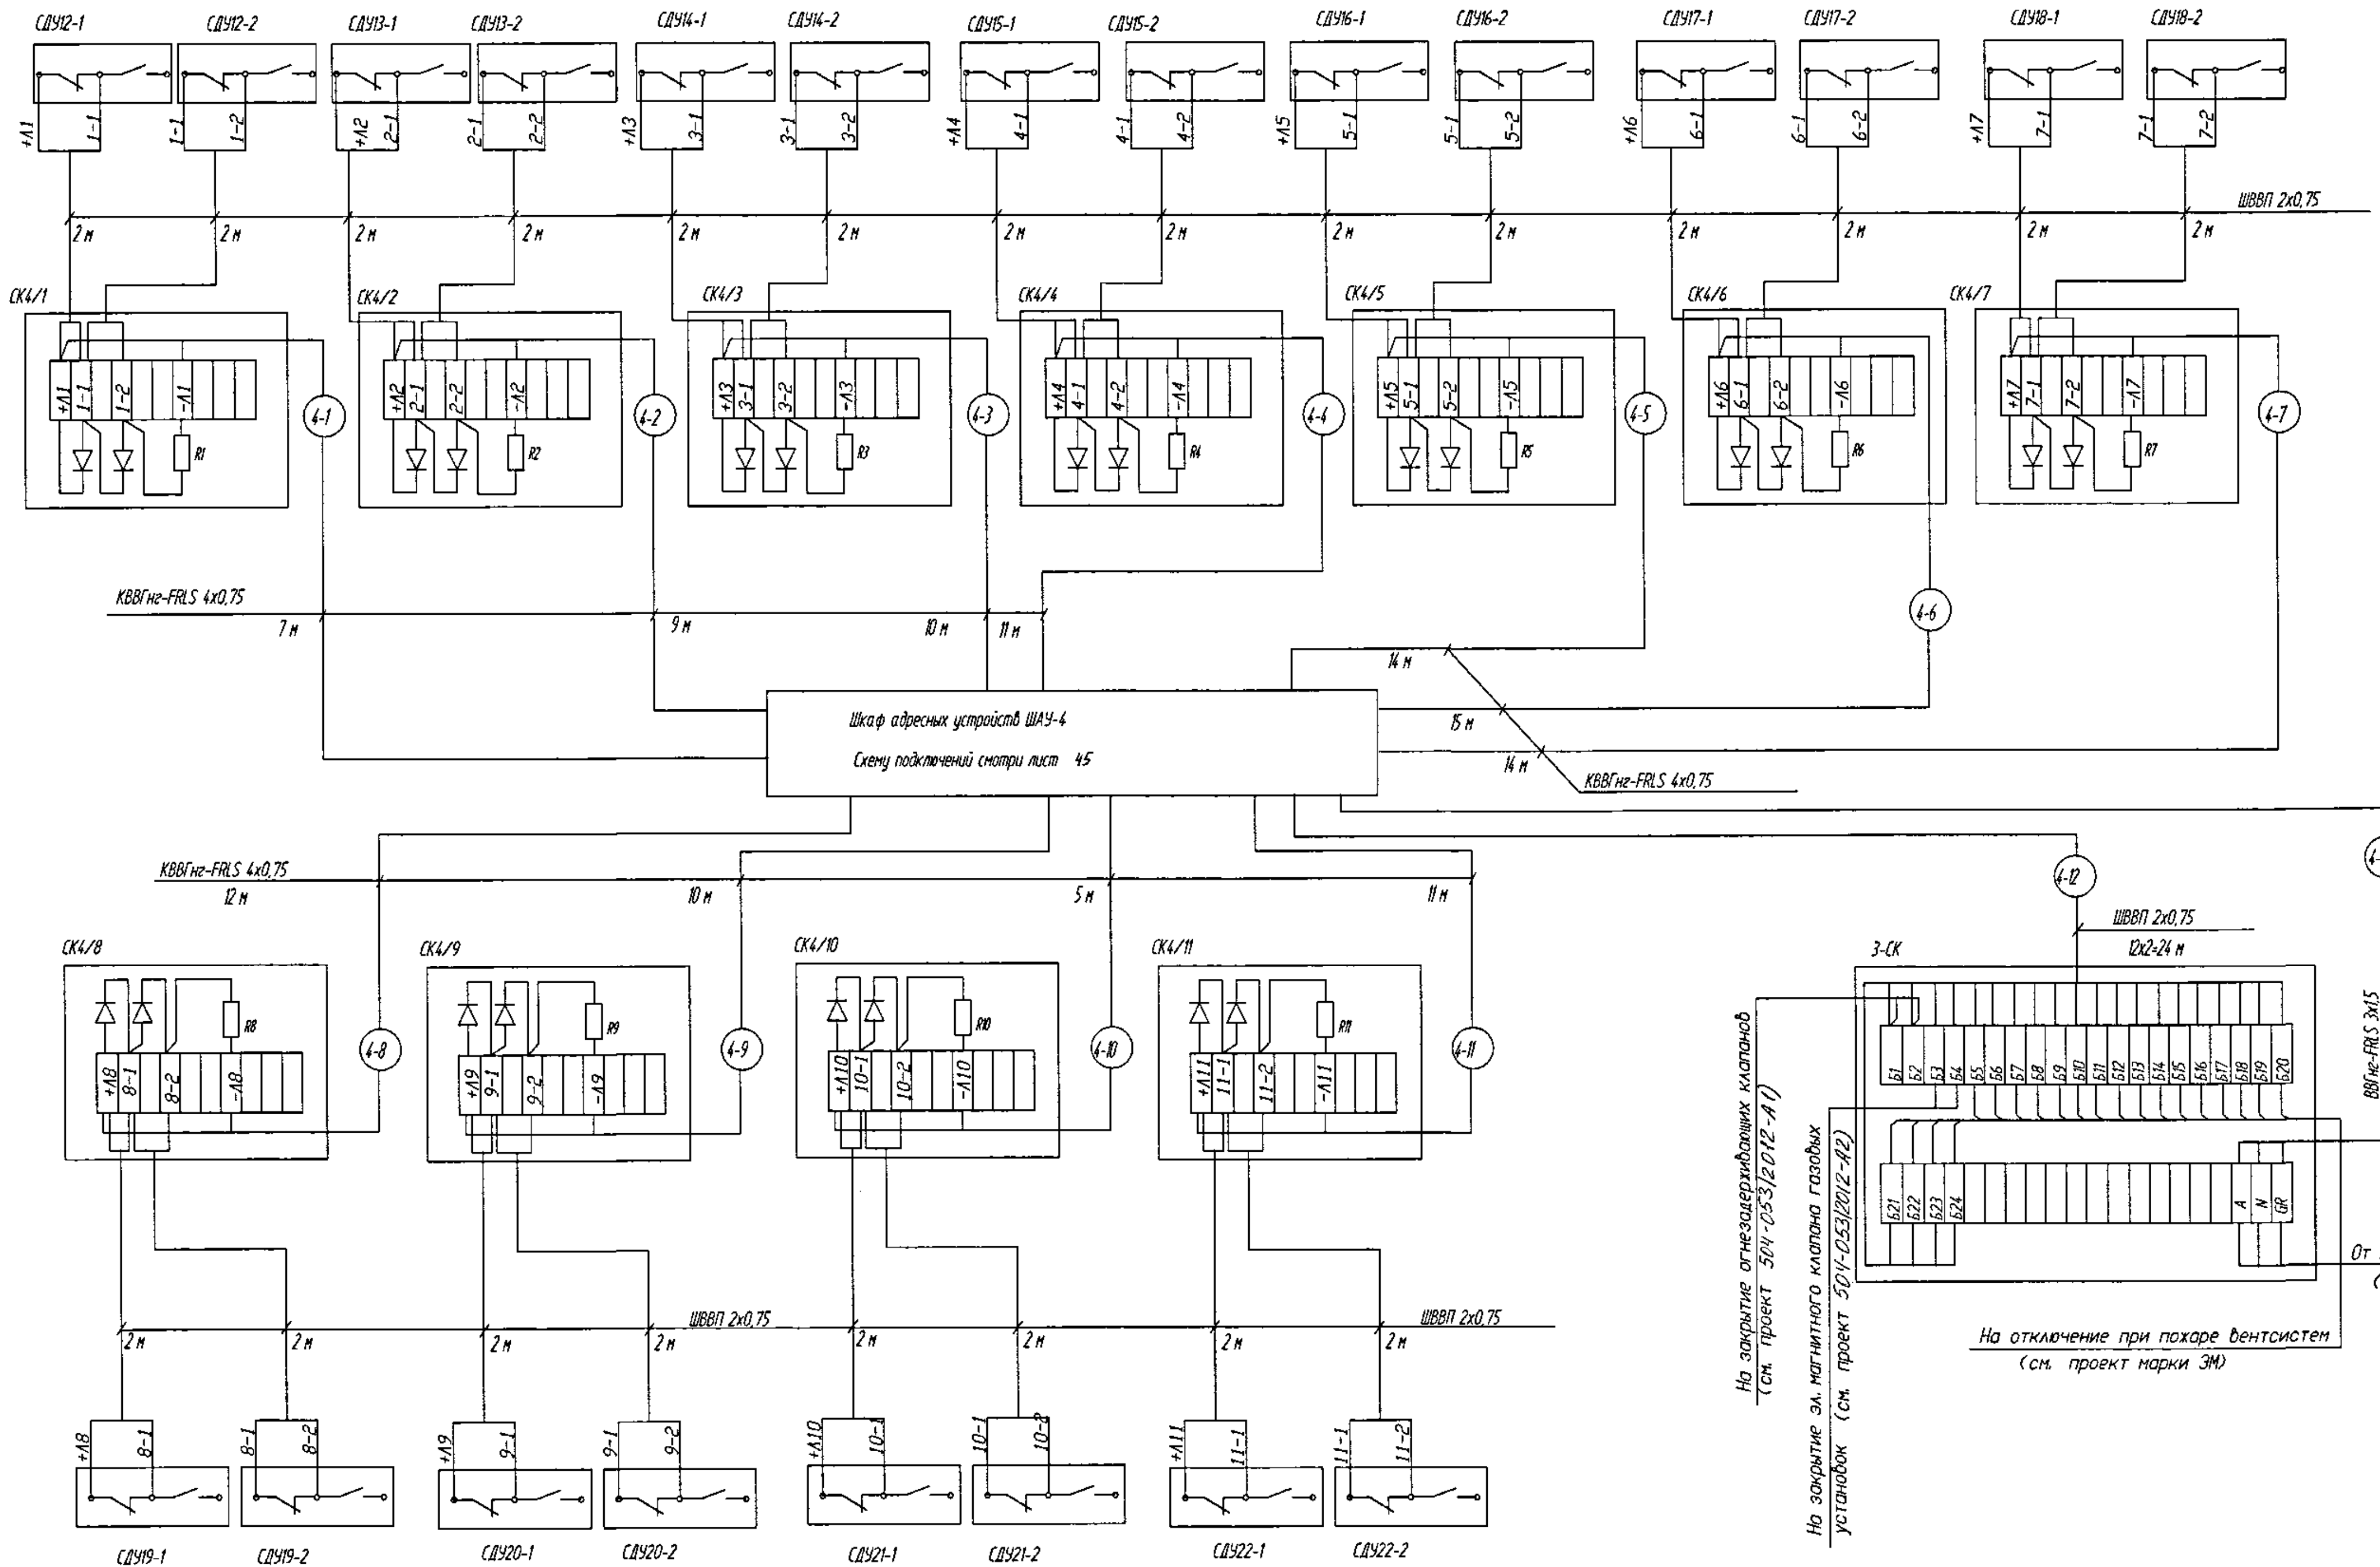 СДУ12-1 СДУ12-2 СДУ13-1 СДУ13-2 СДУ14-1 СДУ14-2 СДУ15-1 СДУ15-2 СДУ16-1 СДУ16-2 СДУ17-1 СДУ17-2 СДУ18-1 СДУ18-2
+Л1 1-1 1-1 1-2 +Л2 2-1 2-1 2-2 +Л3 3-1 3-1 3-2 +Л4 4-1 4-1 4-2 +Л5 5-1 5-1 5-2 +Л6 6-1 6-1 6-2 +Л7 7-1 7-1 7-2
ШВВП 2х0,75
2 м 2 м 2 м 2 м 2 м 2 м 2 м 2 м 2 м 2 м 2 м 2 м 2 м 2 м
СК4/1 СК4/2 СК4/3 СК4/4 СК4/5 СК4/6 СК4/7
+Л1 1-1 1-2 -Л1 +Л2 2-1 2-2 -Л2 +Л3 3-1 3-2 -Л3 +Л4 4-1 4-2 -Л4 +Л5 5-1 5-2 -Л5 +Л6 6-1 6-2 -Л6 +Л7 7-1 7-2 -Л7
4-1 4-2 4-3 4-4 4-5 4-7
R1 R2 R3 R4 R5 R6 R7
КВВГнг-FRLS 4х0,75
4-6
7 м 9 м 10 м 11 м
14 м
15 м
14 м
Шкаф адресных устройств ШАУ-4
Схему подключений смотри лист 45
КВВГнг-FRLS 4х0,75
КВВГнг-FRLS 4х0,75
12 м 10 м 5 м 11 м
4-12
ШВВП 2х0,75
12х2=24 м
СК4/8 СК4/9 СК4/10 СК4/11 3-СК
R8 R9 R10 R11
4-8 4-9 4-10 4-11
+Л8 8-1 8-2 -Л8 +Л9 9-1 9-2 -Л9 +Л10 10-1 10-2 -Л10 +Л11 11-1 11-2 -Л11
Б1 Б2 Б3 Б4 Б5 Б6 Б7 Б8 Б9 Б10 Б11 Б12 Б13 Б14 Б15 Б16 Б17 Б18 Б19 Б20
Б21 Б22 Б23 Б24 A N GR
ВВГнг-FRLS 3х1,5
От
На закрытие огнезадерживающих клапанов
(см. проект 504-053/2012-А1)
На закрытие эл. магнитного клапана газовых
установок (см. проект 504-053/2012-А2)
На отключение при пожаре вентсистем
(см. проект марки ЭМ)
ШВВП 2х0,75 ШВВП 2х0,75
2 м 2 м 2 м 2 м 2 м 2 м 2 м 2 м
+Л8 8-1 8-1 8-2 +Л9 9-1 9-1 9-2 +Л10 10-1 10-1 10-2 +Л11 11-1 11-1 11-2
СДУ19-1 СДУ19-2 СДУ20-1 СДУ20-2 СДУ21-1 СДУ21-2 СДУ22-1 СДУ22-2